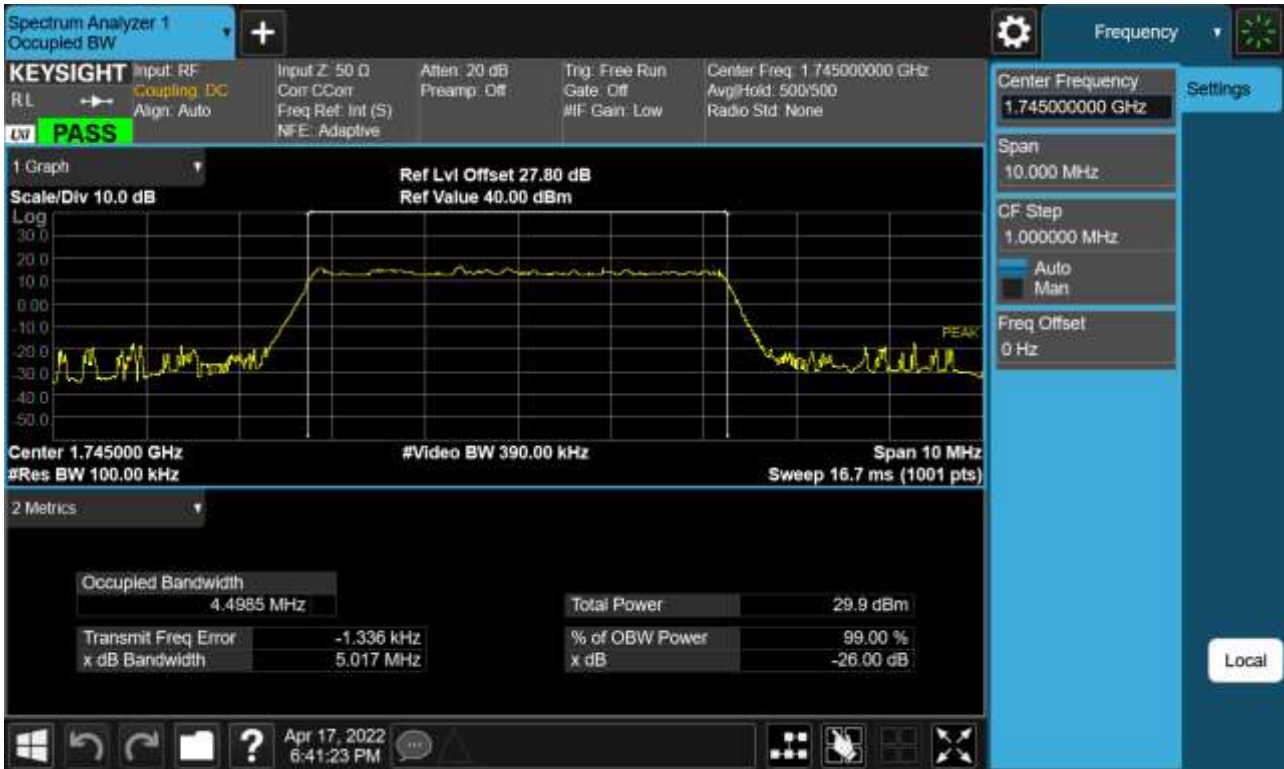 Spectrum Analyzer 1
Occupied BW
Frequency
KEYSIGHT
RL
LXI
PASS
Input: RF
Coupling: DC
Align: Auto
Input Z: 50 Ω
Corr CCorr
Freq Ref: Int (S)
NFE: Adaptive
Atten: 20 dB
Preamp: Off
Trig: Free Run
Gate: Off
#IF Gain: Low
Center Freq: 1.745000000 GHz
Avg|Hold: 500/500
Radio Std: None
Center Frequency
1.745000000 GHz
Settings
Span
10.000 MHz
CF Step
1.000000 MHz
Auto
Man
Freq Offset
0 Hz
Local
1 Graph
Scale/Div 10.0 dB
Ref Lvl Offset 27.80 dB
Ref Value 40.00 dBm
Log
30.0
20.0
10.0
0.00
-10.0
-20.0
-30.0
-40.0
-50.0
PEAK
Center 1.745000 GHz
#Video BW 390.00 kHz
Span 10 MHz
#Res BW 100.00 kHz
Sweep 16.7 ms (1001 pts)
2 Metrics
Occupied Bandwidth
4.4985 MHz
Total Power 29.9 dBm
Transmit Freq Error -1.336 kHz
% of OBW Power 99.00 %
x dB Bandwidth 5.017 MHz
x dB -26.00 dB
?
Apr 17, 2022
6:41:23 PM